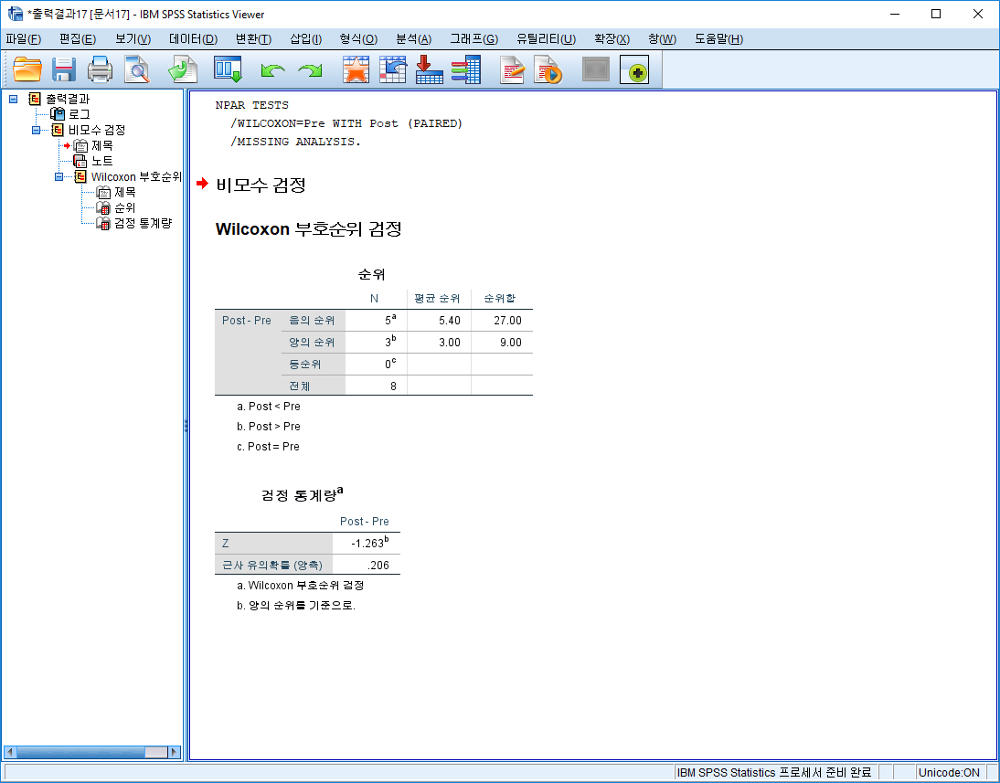 *출력결과17 [문서17] - IBM SPSS Statistics Viewer
파일(F) 편집(E) 보기(V) 데이터(D) 변환(T) 삽입(I) 형식(O) 분석(A) 그래프(G) 유틸리티(U) 확장(X) 창(W) 도움말(H)
출력결과
로그
비모수 검정
제목
노트
Wilcoxon 부호순위
제목
순위
검정 통계량
NPAR TESTS
/WILCOXON=Pre WITH Post (PAIRED)
/MISSING ANALYSIS.
비모수 검정
Wilcoxon 부호순위 검정
순위
N 평균 순위 순위합
Post - Pre 음의 순위 5a 5.40 27.00
양의 순위 3b 3.00 9.00
등순위 0c
전체 8
a. Post < Pre
b. Post > Pre
c. Post = Pre
검정 통계량a
Post - Pre
Z -1.263b
근사 유의확률 (양측) .206
a. Wilcoxon 부호순위 검정
b. 양의 순위를 기준으로.
IBM SPSS Statistics 프로세서 준비 완료 Unicode:ON